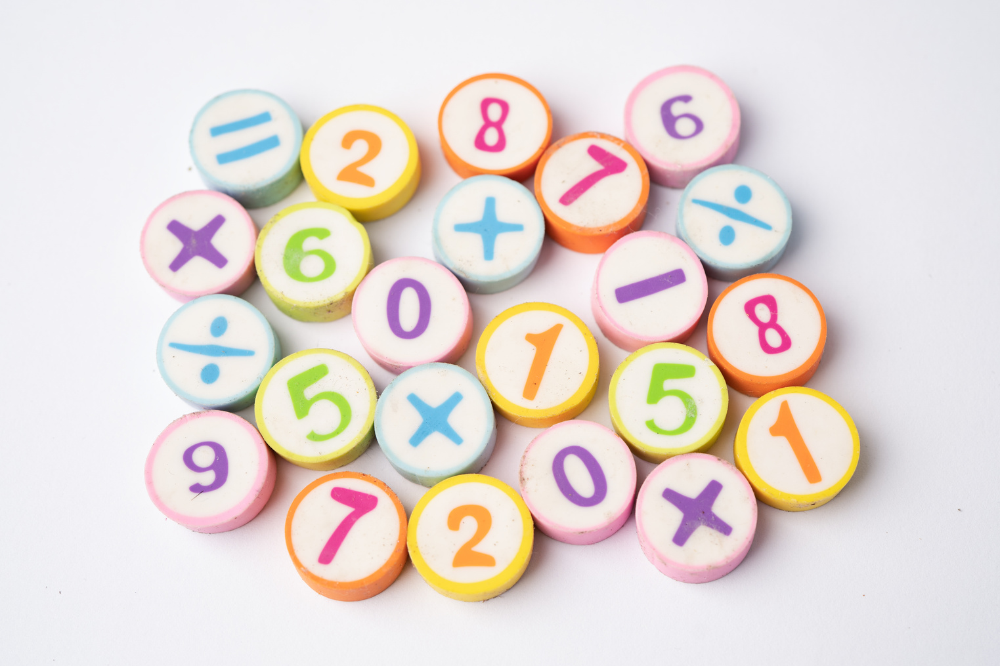 = 2 8 7 6
× 6 + ÷
0 − 8
÷ 5 × 1 5 1
9 7 2 0 ×